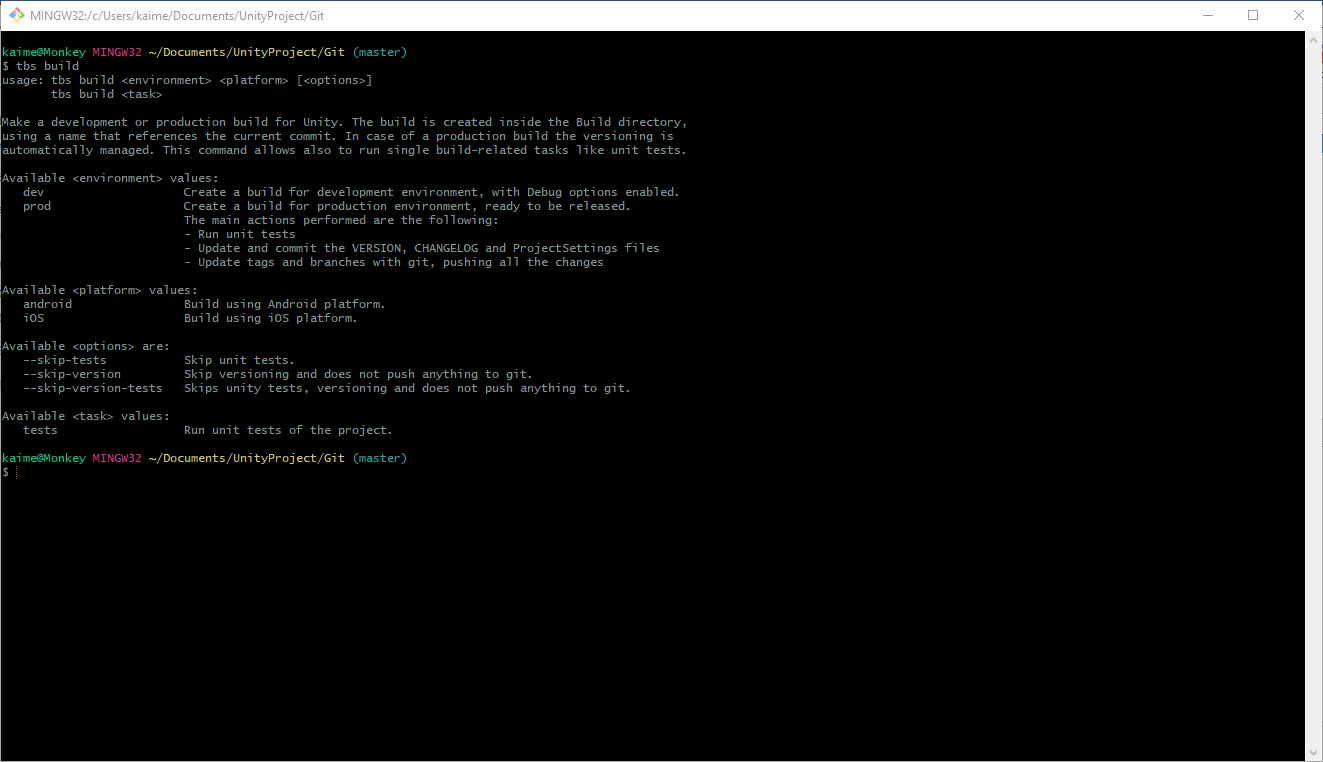 MINGW32:/c/Users/kaime/Documents/UnityProject/Git
kaime@Monkey MINGW32 ~/Documents/UnityProject/Git (master)
$ tbs build
usage: tbs build <environment> <platform> [<options>]
       tbs build <task>
Make a development or production build for Unity. The build is created inside the Build directory,
using a name that references the current commit. In case of a production build the versioning is
automatically managed. This command allows also to run single build-related tasks like unit tests.
Available <environment> values:
   dev                    Create a build for development environment, with Debug options enabled.
   prod                   Create a build for production environment, ready to be released.
                          The main actions performed are the following:
                          - Run unit tests
                          - Update and commit the VERSION, CHANGELOG and ProjectSettings files
                          - Update tags and branches with git, pushing all the changes
Available <platform> values:
   android                Build using Android platform.
   iOS                    Build using iOS platform.
Available <options> are:
   --skip-tests           Skip unit tests.
   --skip-version         Skip versioning and does not push anything to git.
   --skip-version-tests   Skips unity tests, versioning and does not push anything to git.
Available <task> values:
   tests                  Run unit tests of the project.
kaime@Monkey MINGW32 ~/Documents/UnityProject/Git (master)
$